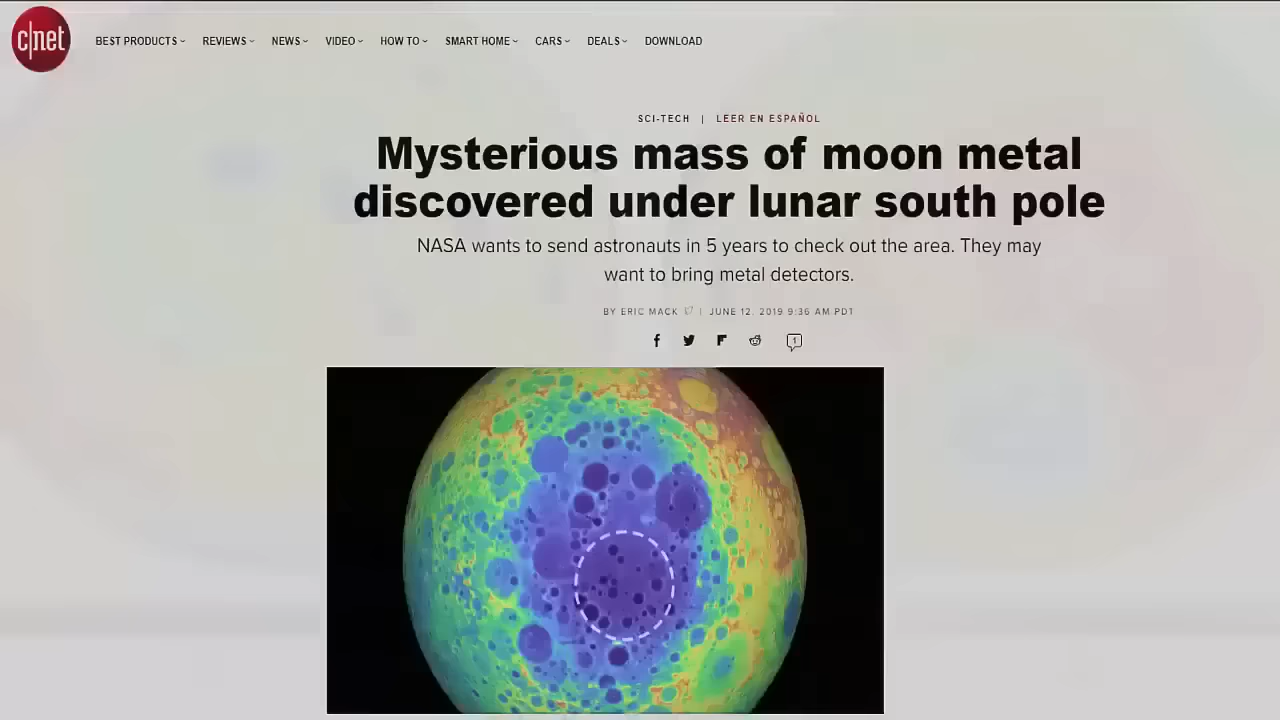 c|net
BEST PRODUCTS REVIEWS NEWS VIDEO HOW TO SMART HOME CARS DEALS DOWNLOAD
SCI-TECH | LEER EN ESPAÑOL
Mysterious mass of moon metal
discovered under lunar south pole
NASA wants to send astronauts in 5 years to check out the area. They may
want to bring metal detectors.
BY ERIC MACK | JUNE 12, 2019 9:36 AM PDT
1